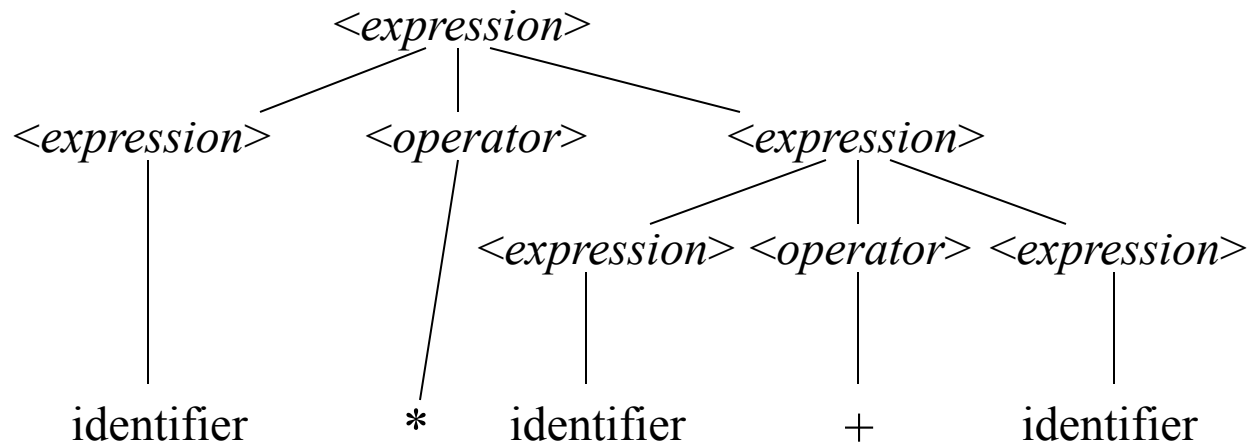 <expression>
<expression> <operator> <expression>
<expression> <operator> <expression>
identifier * identifier + identifier